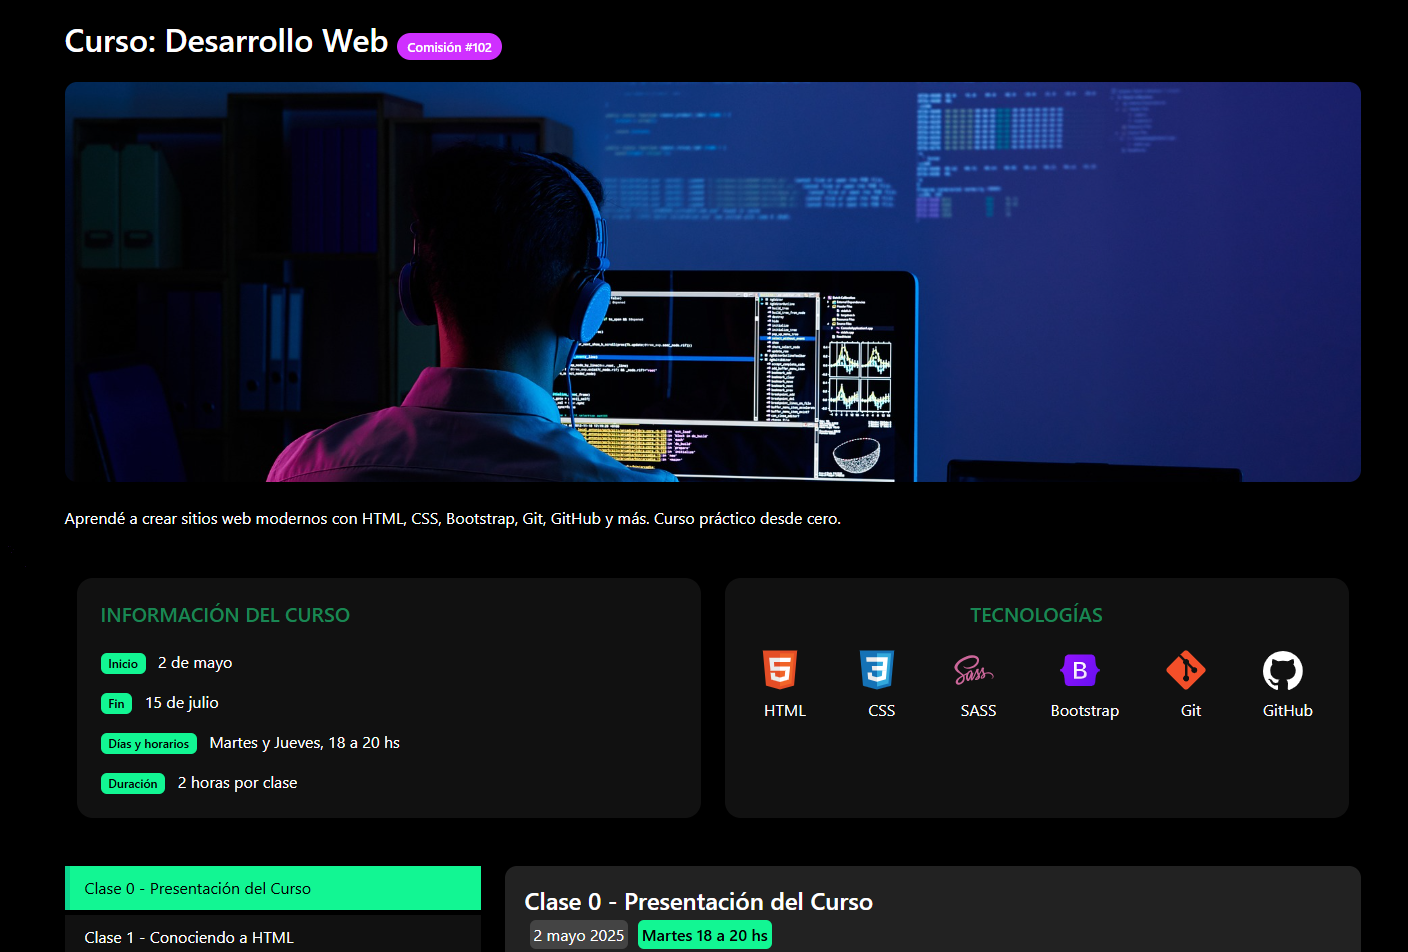 Curso: Desarrollo Web Comisión #102
Aprendé a crear sitios web modernos con HTML, CSS, Bootstrap, Git, GitHub y más. Curso práctico desde cero.
INFORMACIÓN DEL CURSO
Inicio 2 de mayo
Fin 15 de julio
Días y horarios Martes y Jueves, 18 a 20 hs
Duración 2 horas por clase
TECNOLOGÍAS
HTML CSS SASS Bootstrap Git GitHub
Clase 0 - Presentación del Curso
Clase 1 - Conociendo a HTML
Clase 0 - Presentación del Curso
2 mayo 2025 Martes 18 a 20 hs